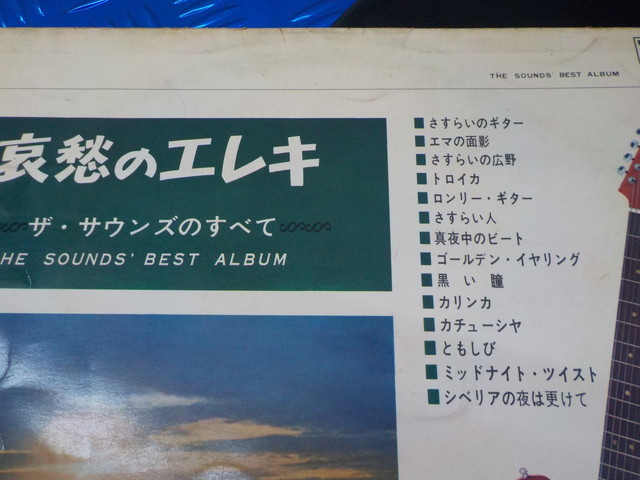 THE SOUNDS' BEST ALBUM
哀愁のエレキ
ザ・サウンズのすべて
HE SOUNDS' BEST ALBUM
さすらいのギター
エマの面影
さすらいの広野
トロイカ
ロンリー・ギター
さすらい人
真夜中のビート
ゴールデン・イヤリング
黒い瞳
カリンカ
カチューシヤ
ともしび
ミッドナイト・ツイスト
シベリアの夜は更けて